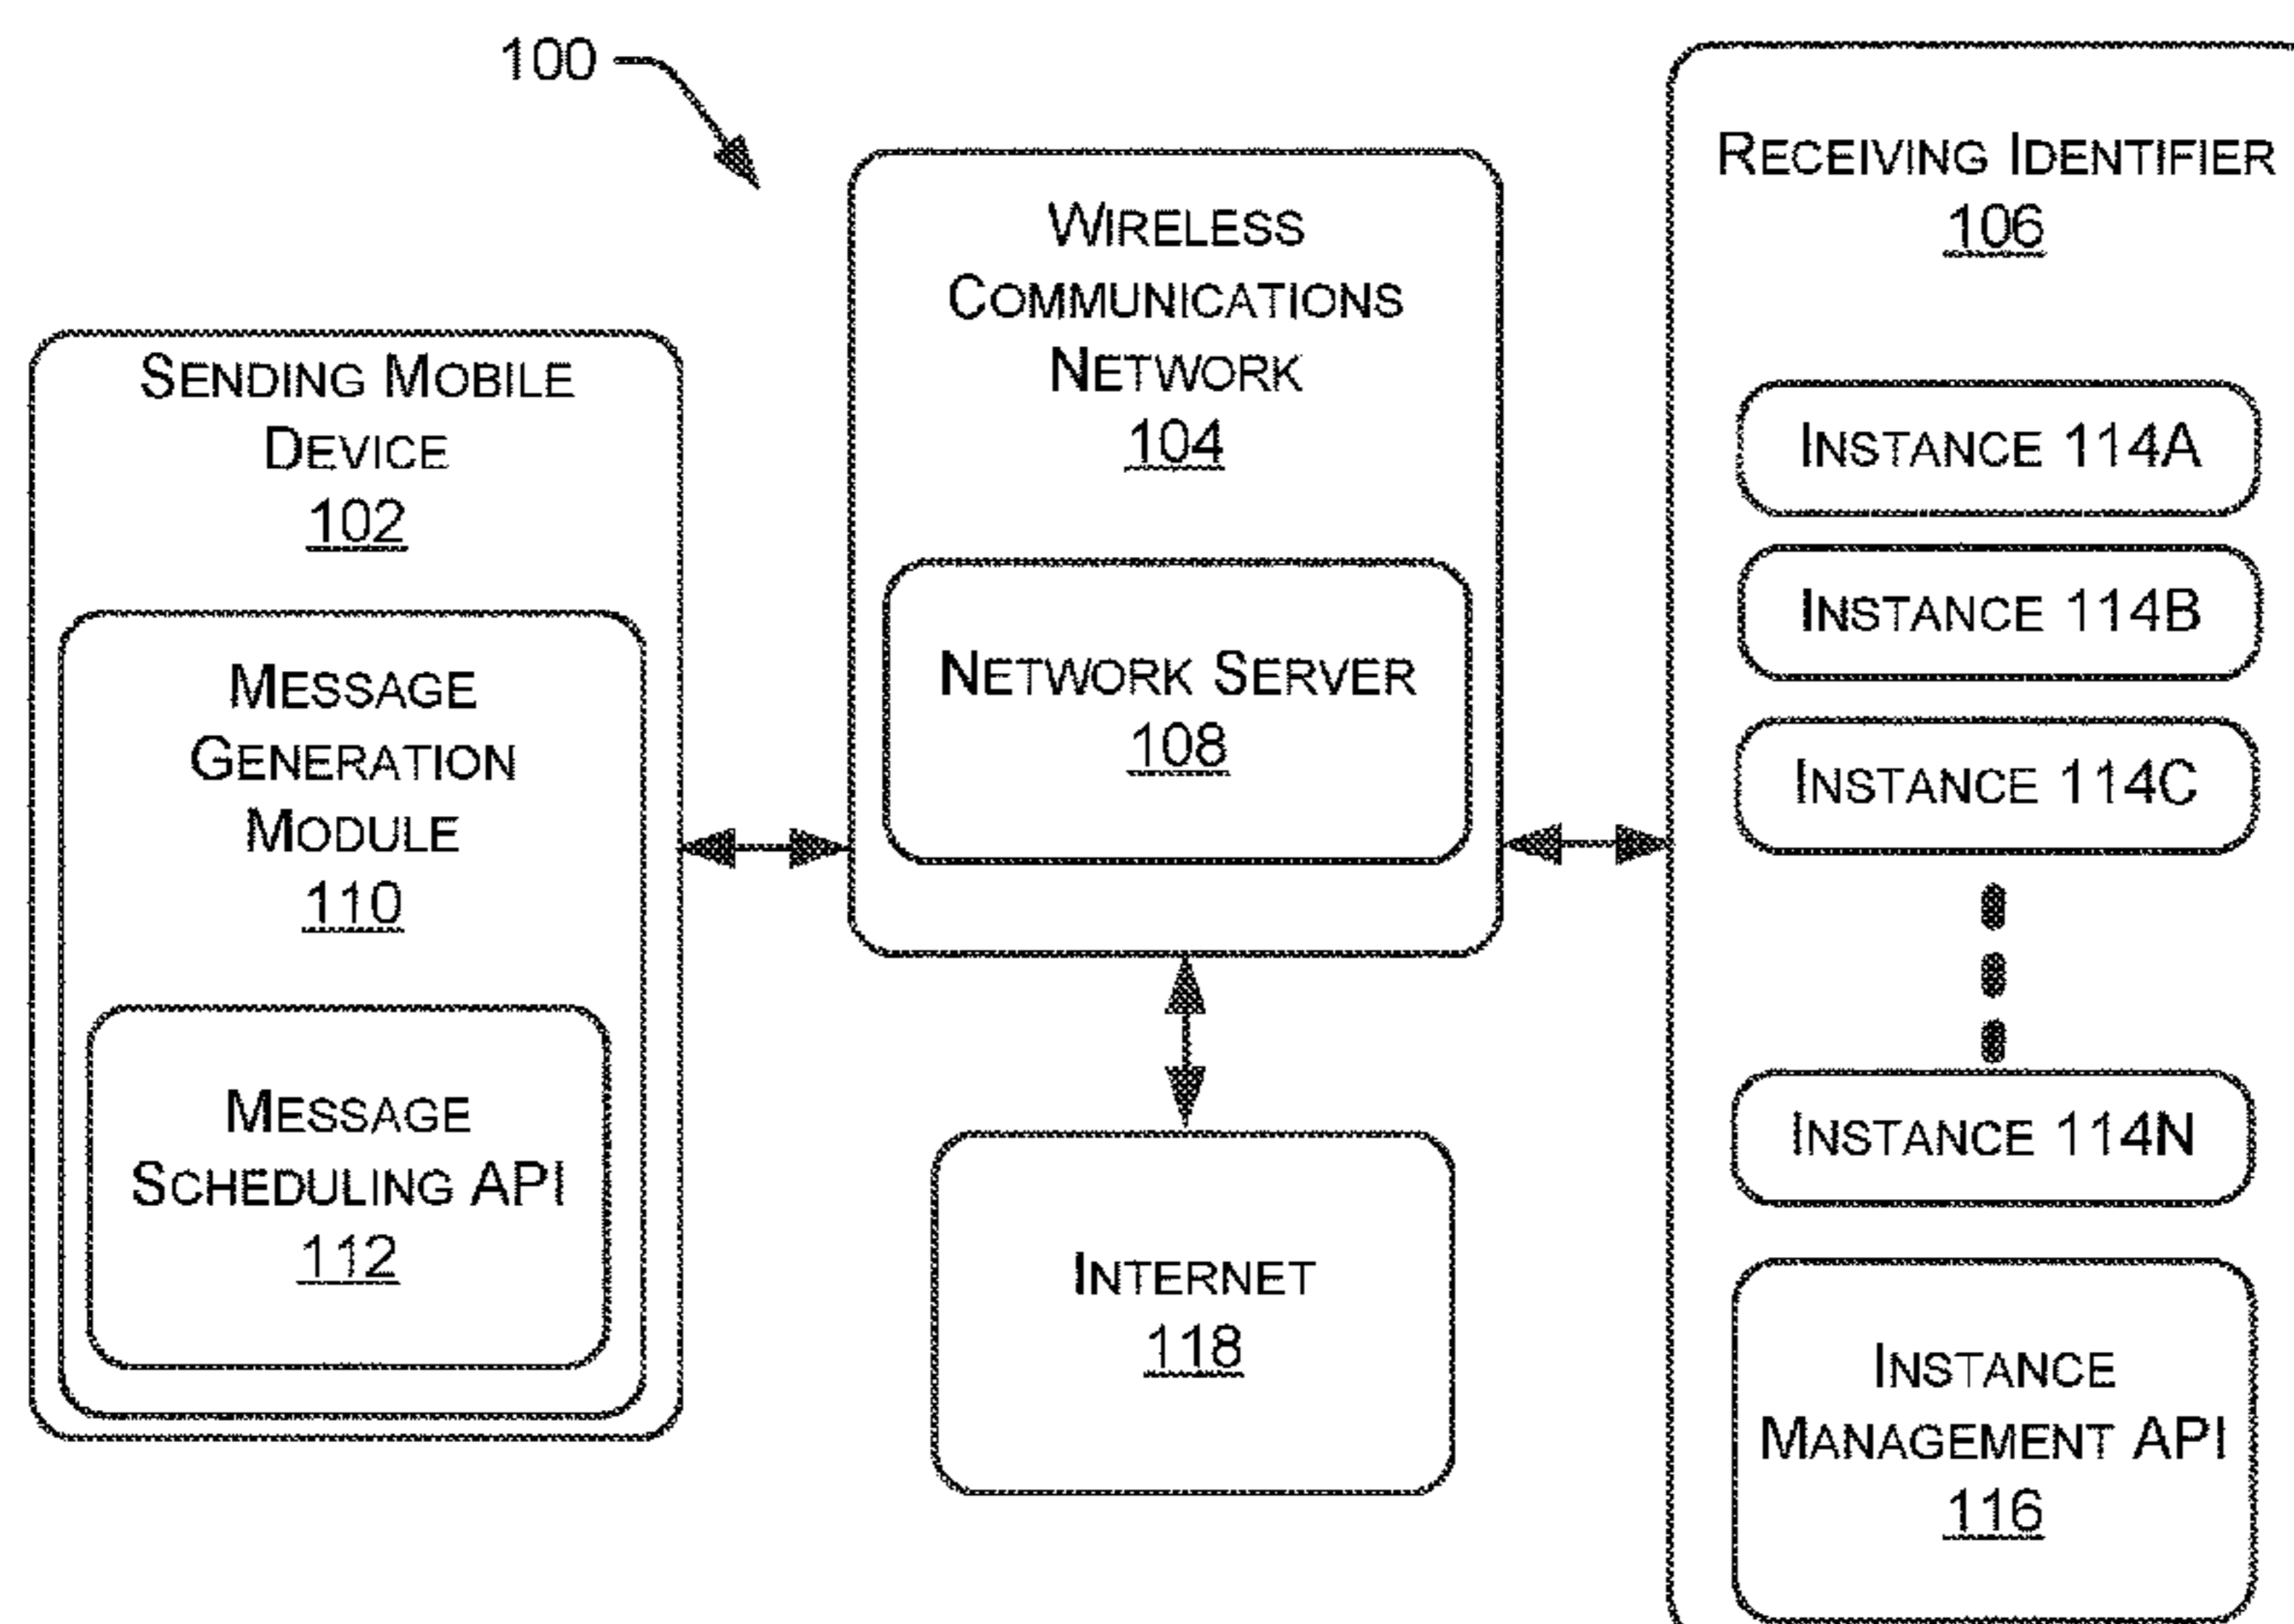 100
SENDING MOBILE
DEVICE
102
MESSAGE
GENERATION
MODULE
110
MESSAGE
SCHEDULING API
112
WIRELESS
COMMUNICATIONS
NETWORK
104
NETWORK SERVER
108
INTERNET
118
RECEIVING IDENTIFIER
106
INSTANCE 114A
INSTANCE 114B
INSTANCE 114C
INSTANCE 114N
INSTANCE
MANAGEMENT API
116